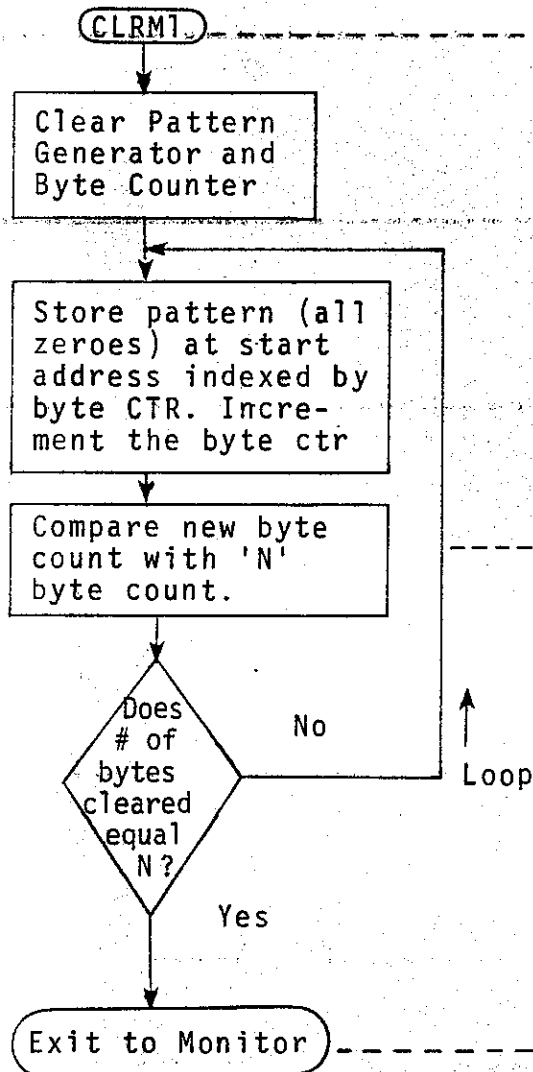 CLRM1
Clear Pattern
Generator and
Byte Counter
Store pattern (all
zeroes) at start
address indexed by
byte CTR. Incre-
ment the byte ctr
Compare new byte
count with 'N'
byte count.
Does
# of
bytes
cleared
equal
N?
No
Loop
Yes
Exit to Monitor